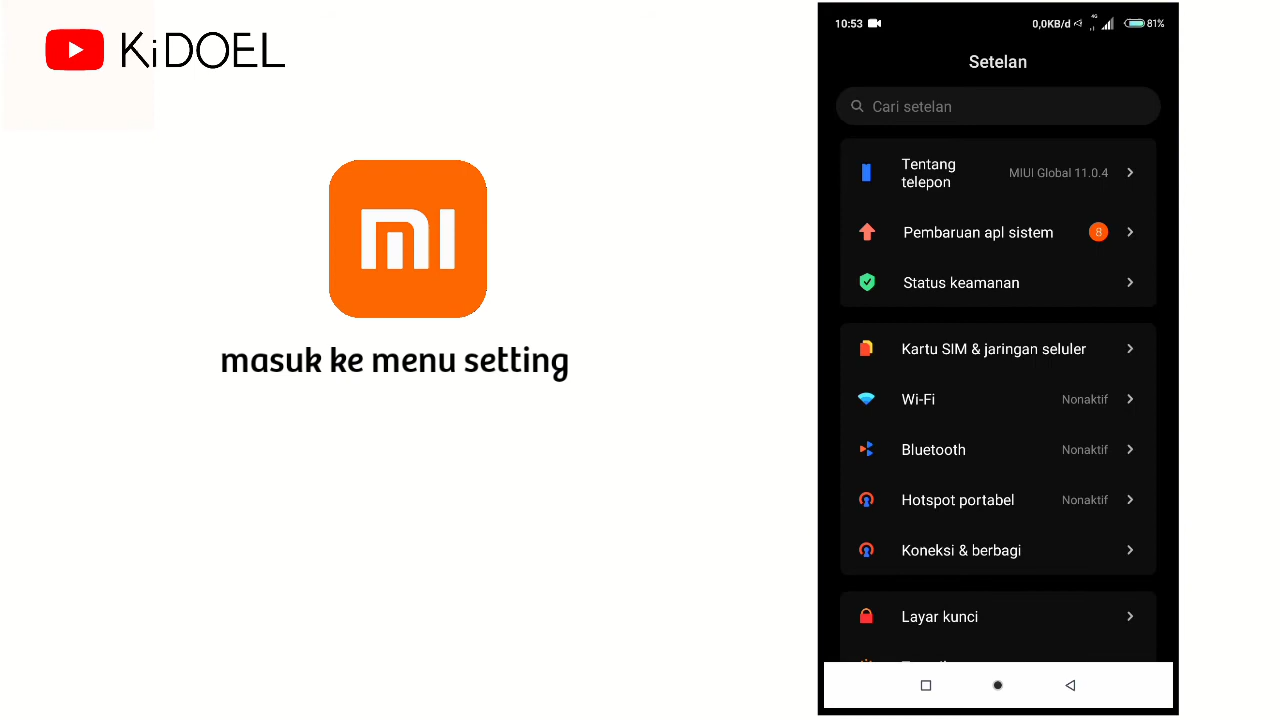 KiDOEL
mi
masuk ke menu setting
10:53
0,0KB/d
4G
81%
Setelan
Cari setelan
Tentang telepon
MIUI Global 11.0.4
Pembaruan apl sistem
8
Status keamanan
Kartu SIM & jaringan seluler
Wi-Fi
Nonaktif
Bluetooth
Nonaktif
Hotspot portabel
Nonaktif
Koneksi & berbagi
Layar kunci